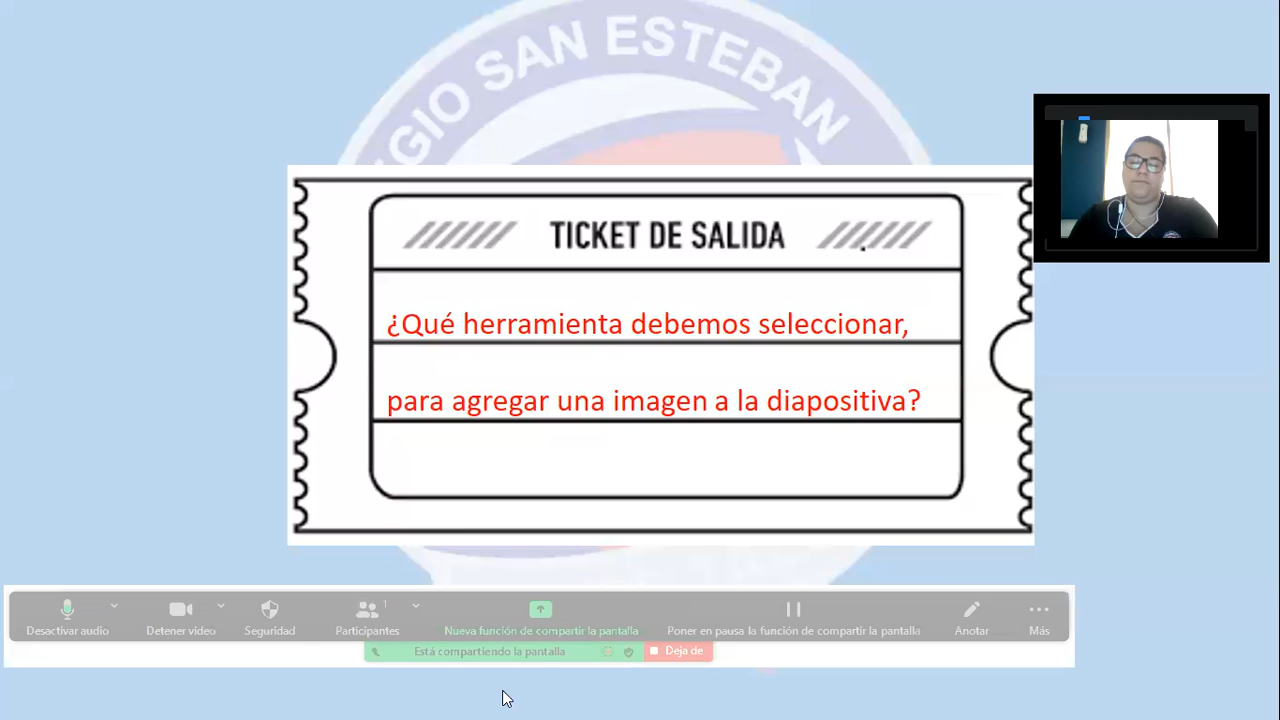 EGIO SAN ESTEBAN
TICKET DE SALIDA
¿Qué herramienta debemos seleccionar,
para agregar una imagen a la diapositiva?
1
Desactivar audio
Detener video
Seguridad
Participantes
Nueva función de compartir la pantalla
Poner en pausa la función de compartir la pantalla
Anotar
Más
Está compartiendo la pantalla
Deja de